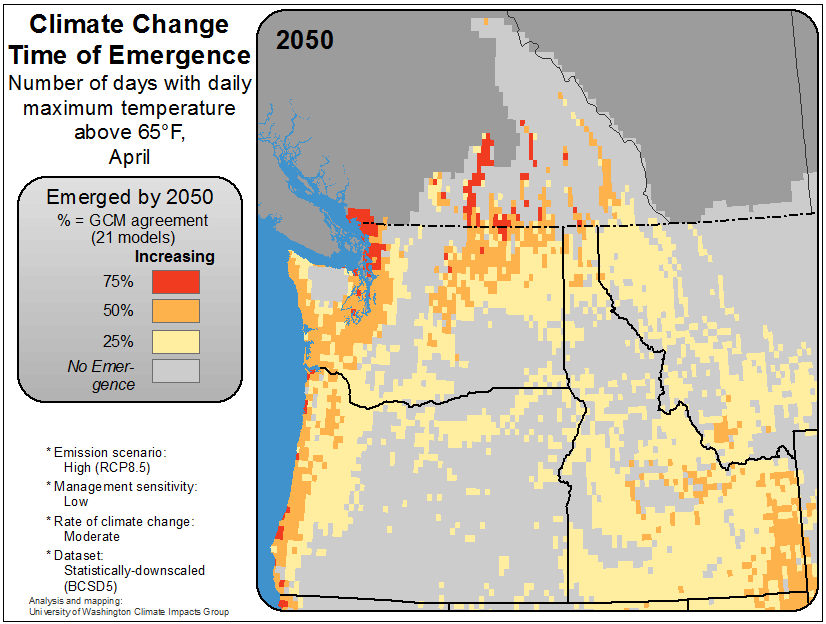 Climate Change
Time of Emergence
Number of days with daily
maximum temperature
above 65°F,
April
2050
Emerged by 2050
% = GCM agreement
(21 models)
Increasing
75%
50%
25%
No Emer-
gence
* Emission scenario:
High (RCP8.5)
* Management sensitivity:
Low
* Rate of climate change:
Moderate
* Dataset:
Statistically-downscaled
(BCSD5)
Analysis and mapping:
University of Washington Climate Impacts Group